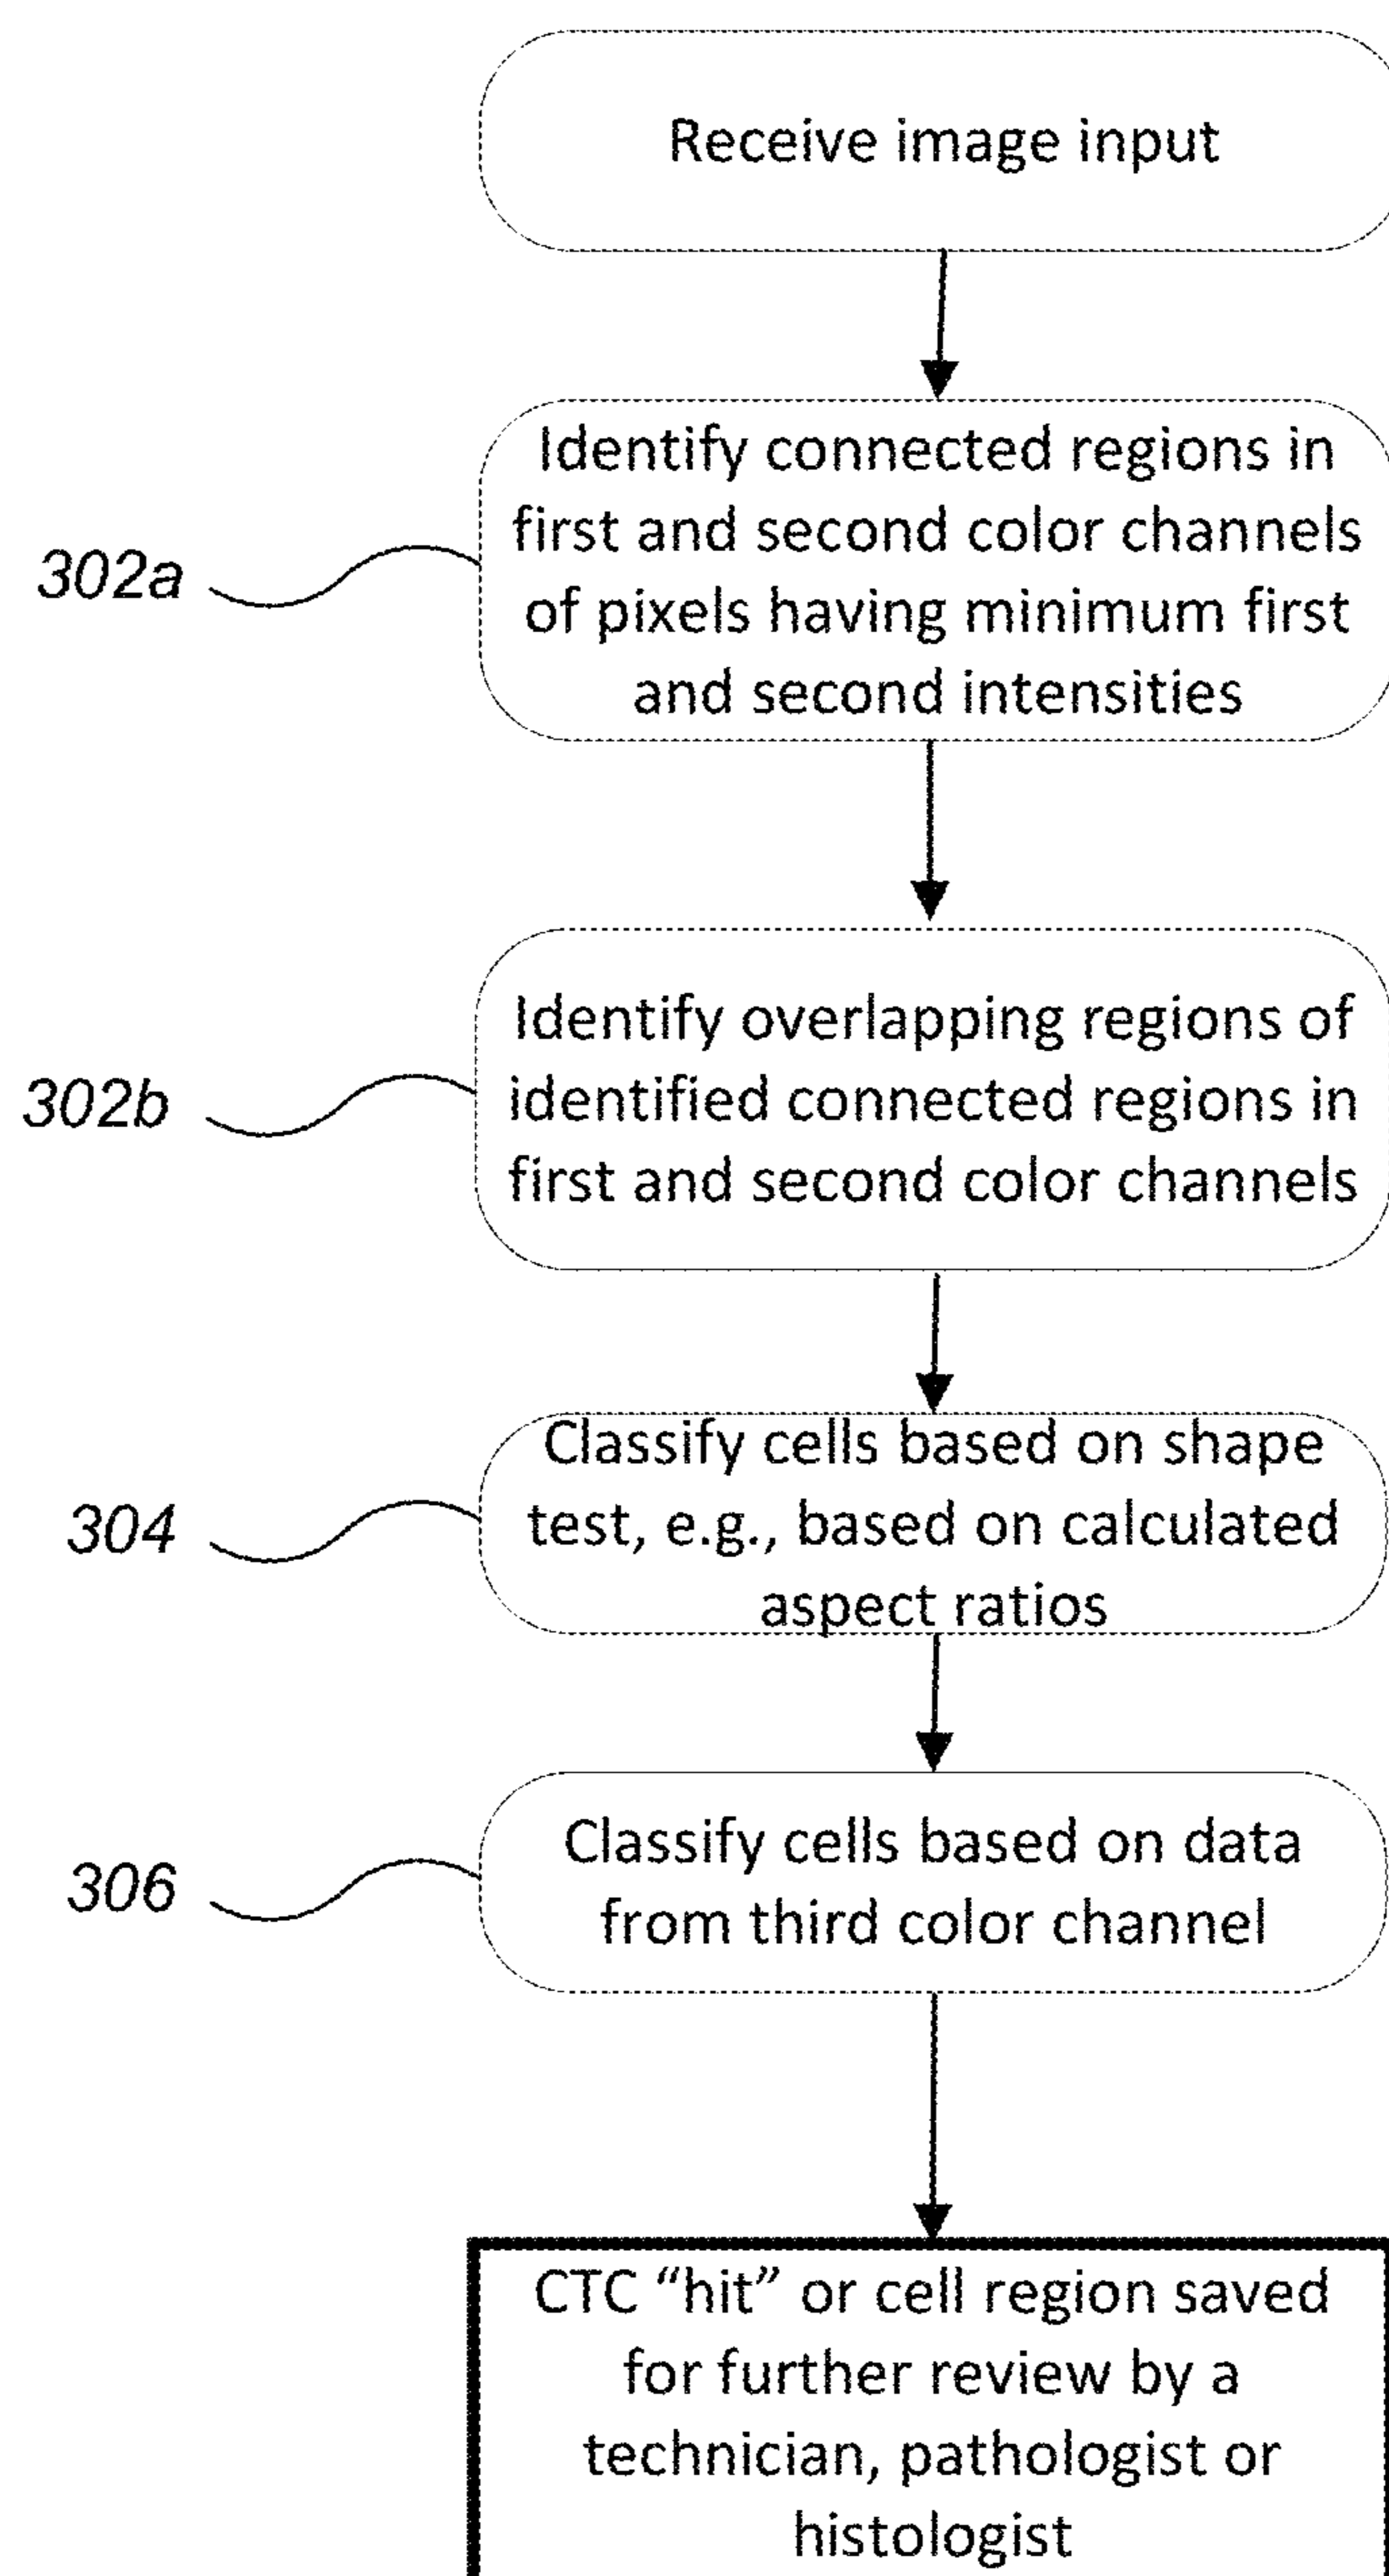 Receive image input
Identify connected regions in
first and second color channels
302a
of pixels having minimum first
and second intensities
Identify overlapping regions of
302b
identified connected regions in
first and second color channels
Classify cells based on shape
304
test, e.g., based on calculated
aspect ratios
Classify cells based on data
306
from third color channel
CTC “hit” or cell region saved
for further review by a
technician, pathologist or
histologist